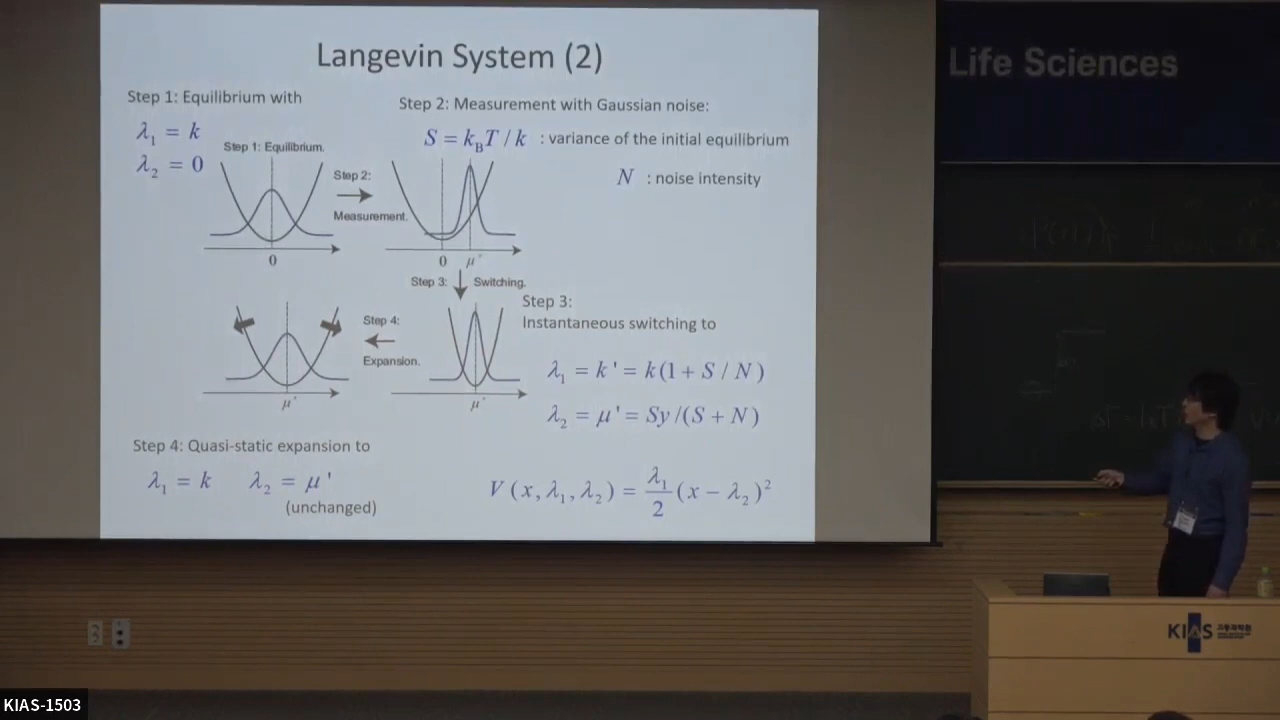 Life Sciences
Langevin System (2)
Step 1: Equilibrium with
λ₁ = k
λ₂ = 0
Step 2: Measurement with Gaussian noise:
S = k_BT / k : variance of the initial equilibrium
N : noise intensity
Step 1: Equilibrium.
0
Step 2:
Measurement.
0 μ'
Step 3: Switching.
Step 3:
Instantaneous switching to
λ₁ = k' = k(1 + S / N)
λ₂ = μ' = Sy/(S + N)
μ'
Step 4:
Expansion.
μ'
Step 4: Quasi-static expansion to
λ₁ = k λ₂ = μ'
(unchanged)
V(x, λ₁, λ₂) = λ₁/2 (x − λ₂)²
KIAS 고등과학원
KIAS-1503